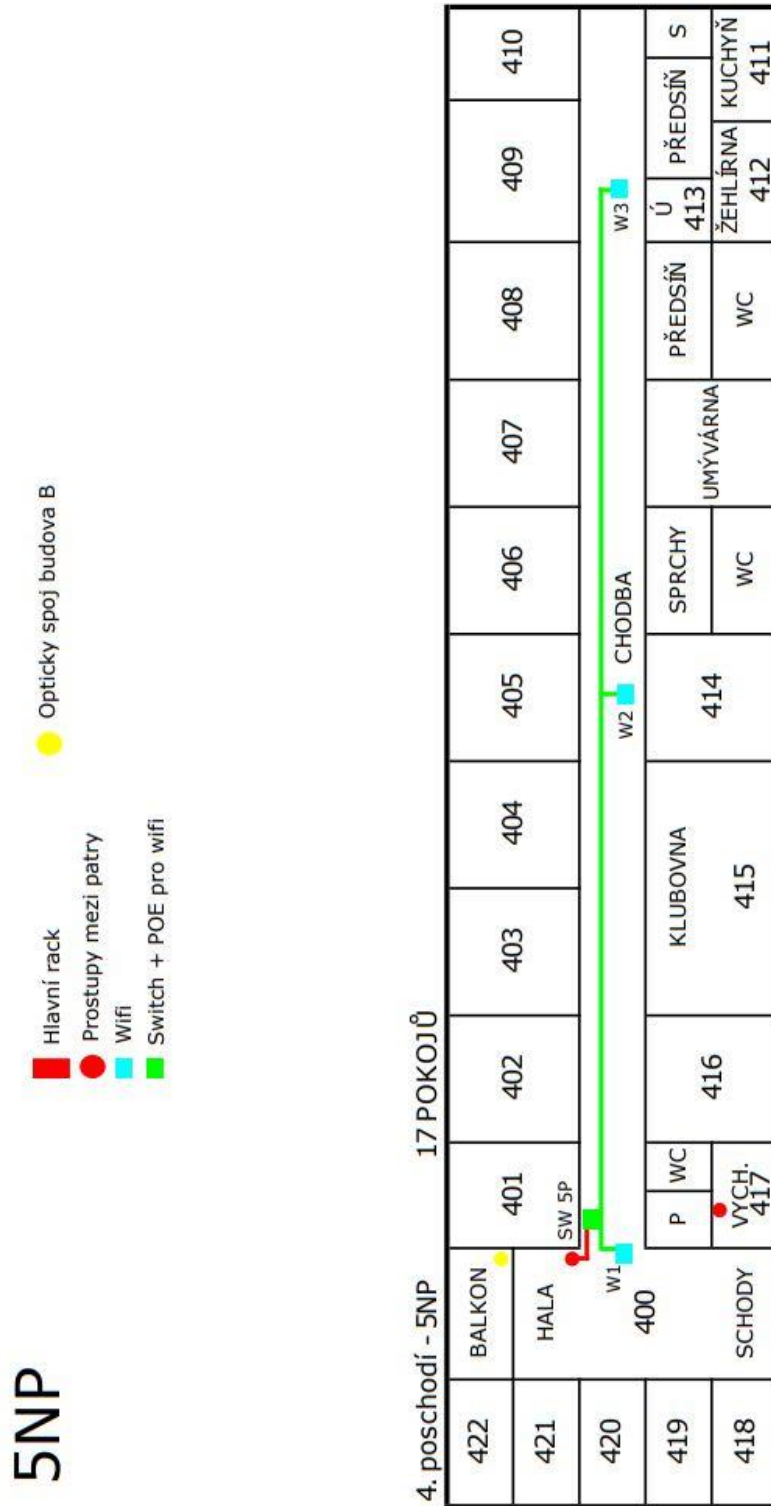 5NP
Hlavní rack
Prostupy mezi patry
Wifi
Switch + POE pro wifi
Opticky spoj budova B
4. poschodí - 5NP
17 POKOJŮ
422
BALKON
401
402
403
404
405
406
407
408
409
410
421
HALA
SW 5P
420
W1
W2
CHODBA
W3
400
419
P
WC
416
KLUBOVNA
414
SPRCHY
UMÝVÁRNA
PŘEDSÍŇ
Ú
413
PŘEDSÍŇ
S
418
SCHODY
VYCH.
417
415
WC
WC
ŽEHLÍRNA
412
KUCHYŇ
411